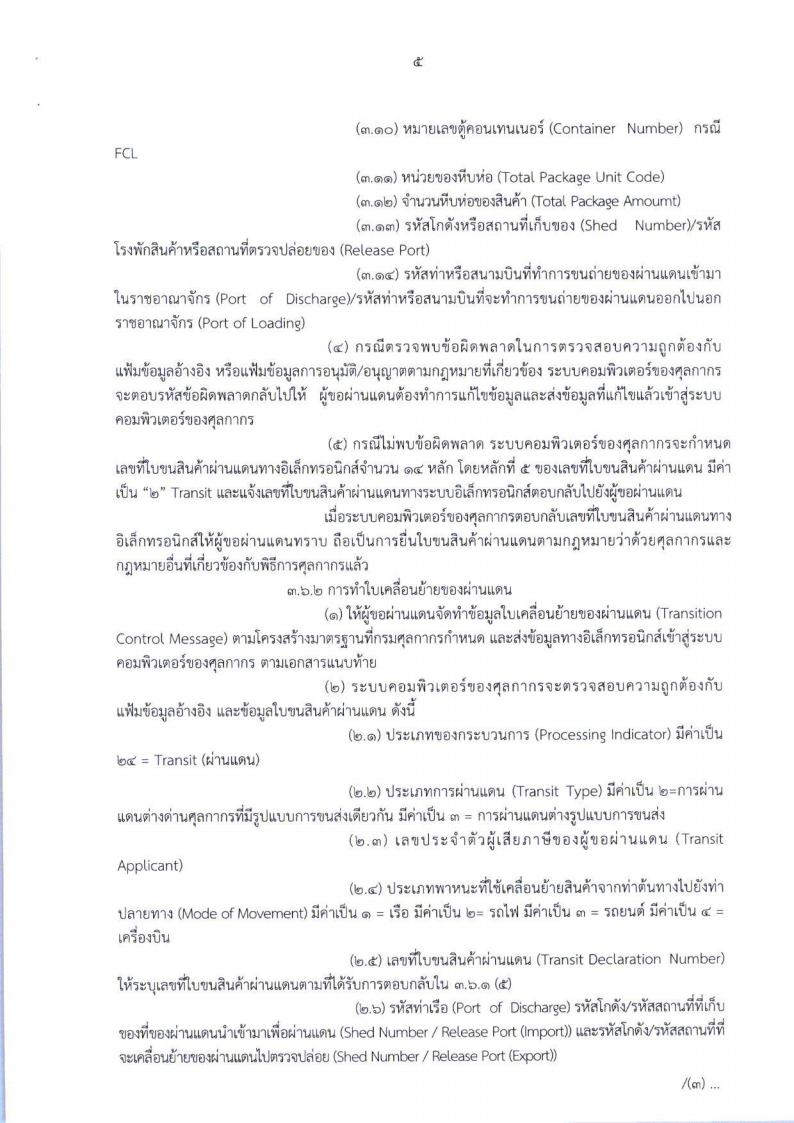 ๕
(๓.๑๐) หมายเลขตู้คอนเทนเนอร์ (Container Number) กรณี
FCL
(๓.๑๑) หน่วยของหีบห่อ (Total Package Unit Code)
(๓.๑๒) จำนวนหีบห่อของสินค้า (Total Package Amoumt)
(๓.๑๓) รหัสโกดังหรือสถานที่เก็บของ (Shed Number)/รหัส
โรงพักสินค้าหรือสถานที่ตรวจปล่อยของ (Release Port)
(๓.๑๔) รหัสท่าหรือสนามบินที่ทำการขนถ่ายของผ่านแดนเข้ามา
ในราชอาณาจักร (Port of Discharge)/รหัสท่าหรือสนามบินที่จะทำการขนถ่ายของผ่านแดนออกไปนอก
ราชอาณาจักร (Port of Loading)
(๔) กรณีตรวจพบข้อผิดพลาดในการตรวจสอบความถูกต้องกับ
แฟ้มข้อมูลอ้างอิง หรือแฟ้มข้อมูลการอนุมัติ/อนุญาตตามกฎหมายที่เกี่ยวข้อง ระบบคอมพิวเตอร์ของศุลกากร
จะตอบรหัสข้อผิดพลาดกลับไปให้ ผู้ขอผ่านแดนต้องทำการแก้ไขข้อมูลและส่งข้อมูลที่แก้ไขแล้วเข้าสู่ระบบ
คอมพิวเตอร์ของศุลกากร
(๕) กรณีไม่พบข้อผิดพลาด ระบบคอมพิวเตอร์ของศุลกากรจะกำหนด
เลขที่ใบขนสินค้าผ่านแดนทางอิเล็กทรอนิกส์จำนวน ๑๔ หลัก โดยหลักที่ ๕ ของเลขที่ใบขนสินค้าผ่านแดน มีค่า
เป็น “๒” Transit และแจ้งเลขที่ใบขนสินค้าผ่านแดนทางระบบอิเล็กทรอนิกส์ตอบกลับไปยังผู้ขอผ่านแดน
เมื่อระบบคอมพิวเตอร์ของศุลกากรตอบกลับเลขที่ใบขนสินค้าผ่านแดนทาง
อิเล็กทรอนิกส์ให้ผู้ขอผ่านแดนทราบ ถือเป็นการยื่นใบขนสินค้าผ่านแดนตามกฎหมายว่าด้วยศุลกากรและ
กฎหมายอื่นที่เกี่ยวข้องกับพิธีการศุลกากรแล้ว
๓.๖.๒ การทำใบเคลื่อนย้ายของผ่านแดน
(๑) ให้ผู้ขอผ่านแดนจัดทำข้อมูลใบเคลื่อนย้ายของผ่านแดน (Transition
Control Message) ตามโครงสร้างมาตรฐานที่กรมศุลกากรกำหนด และส่งข้อมูลทางอิเล็กทรอนิกส์เข้าสู่ระบบ
คอมพิวเตอร์ของศุลกากร ตามเอกสารแนบท้าย
(๒) ระบบคอมพิวเตอร์ของศุลกากรจะตรวจสอบความถูกต้องกับ
แฟ้มข้อมูลอ้างอิง และข้อมูลใบขนสินค้าผ่านแดน ดังนี้
(๒.๑) ประเภทของกระบวนการ (Processing Indicator) มีค่าเป็น
๒๔ = Transit (ผ่านแดน)
(๒.๒) ประเภทการผ่านแดน (Transit Type) มีค่าเป็น ๒=การผ่าน
แดนต่างด่านศุลกากรที่มีรูปแบบการขนส่งเดียวกัน มีค่าเป็น ๓ = การผ่านแดนต่างรูปแบบการขนส่ง
(๒.๓) เลขประจำตัวผู้เสียภาษีของผู้ขอผ่านแดน (Transit
Applicant)
(๒.๔) ประเภทพาหนะที่ใช้เคลื่อนย้ายสินค้าจากท่าต้นทางไปยังท่า
ปลายทาง (Mode of Movement) มีค่าเป็น ๑ = เรือ มีค่าเป็น ๒= รถไฟ มีค่าเป็น ๓ = รถยนต์ มีค่าเป็น ๔ =
เครื่องบิน
(๒.๕) เลขที่ใบขนสินค้าผ่านแดน (Transit Declaration Number)
ให้ระบุเลขที่ใบขนสินค้าผ่านแดนตามที่ได้รับการตอบกลับใน ๓.๖.๑ (๕)
(๒.๖) รหัสท่าเรือ (Port of Discharge) รหัสโกดัง/รหัสสถานที่ที่เก็บ
ของที่ของผ่านแดนนำเข้ามาเพื่อผ่านแดน (Shed Number / Release Port (Import)) และรหัสโกดัง/รหัสสถานที่ที่
จะเคลื่อนย้ายของผ่านแดนไปตรวจปล่อย (Shed Number / Release Port (Export))
/(๓) ...